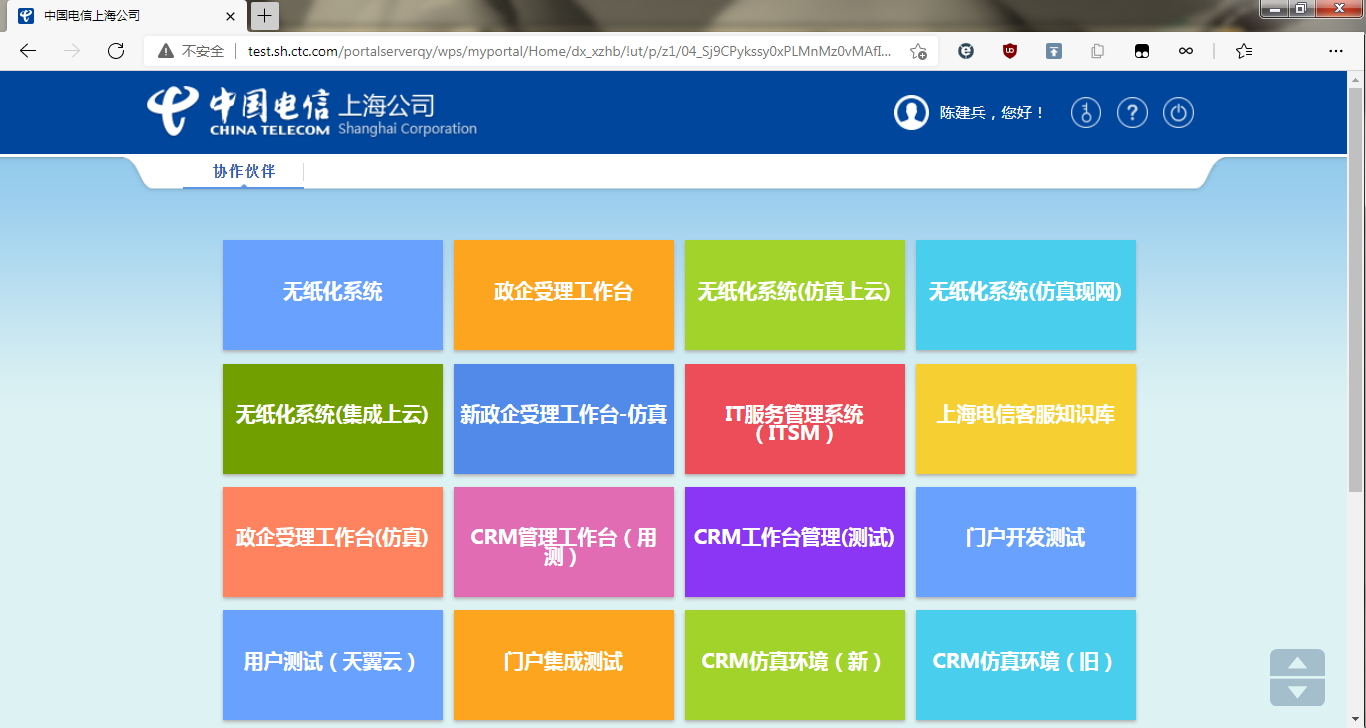 中国电信上海公司
不安全
test.sh.ctc.com/portalserverqy/wps/myportal/Home/dx_xzhb/!ut/p/z1/04_Sj9CPykssy0xPLMnMz0vMAfI...
中国电信 上海公司
CHINA TELECOM Shanghai Corporation
陈建兵，您好！
协作伙伴
无纸化系统
政企受理工作台
无纸化系统(仿真上云)
无纸化系统(仿真现网)
无纸化系统(集成上云)
新政企受理工作台-仿真
IT服务管理系统
（ITSM）
上海电信客服知识库
政企受理工作台(仿真)
CRM管理工作台（用
测）
CRM工作台管理(测试)
门户开发测试
用户测试（天翼云）
门户集成测试
CRM仿真环境（新）
CRM仿真环境（旧）